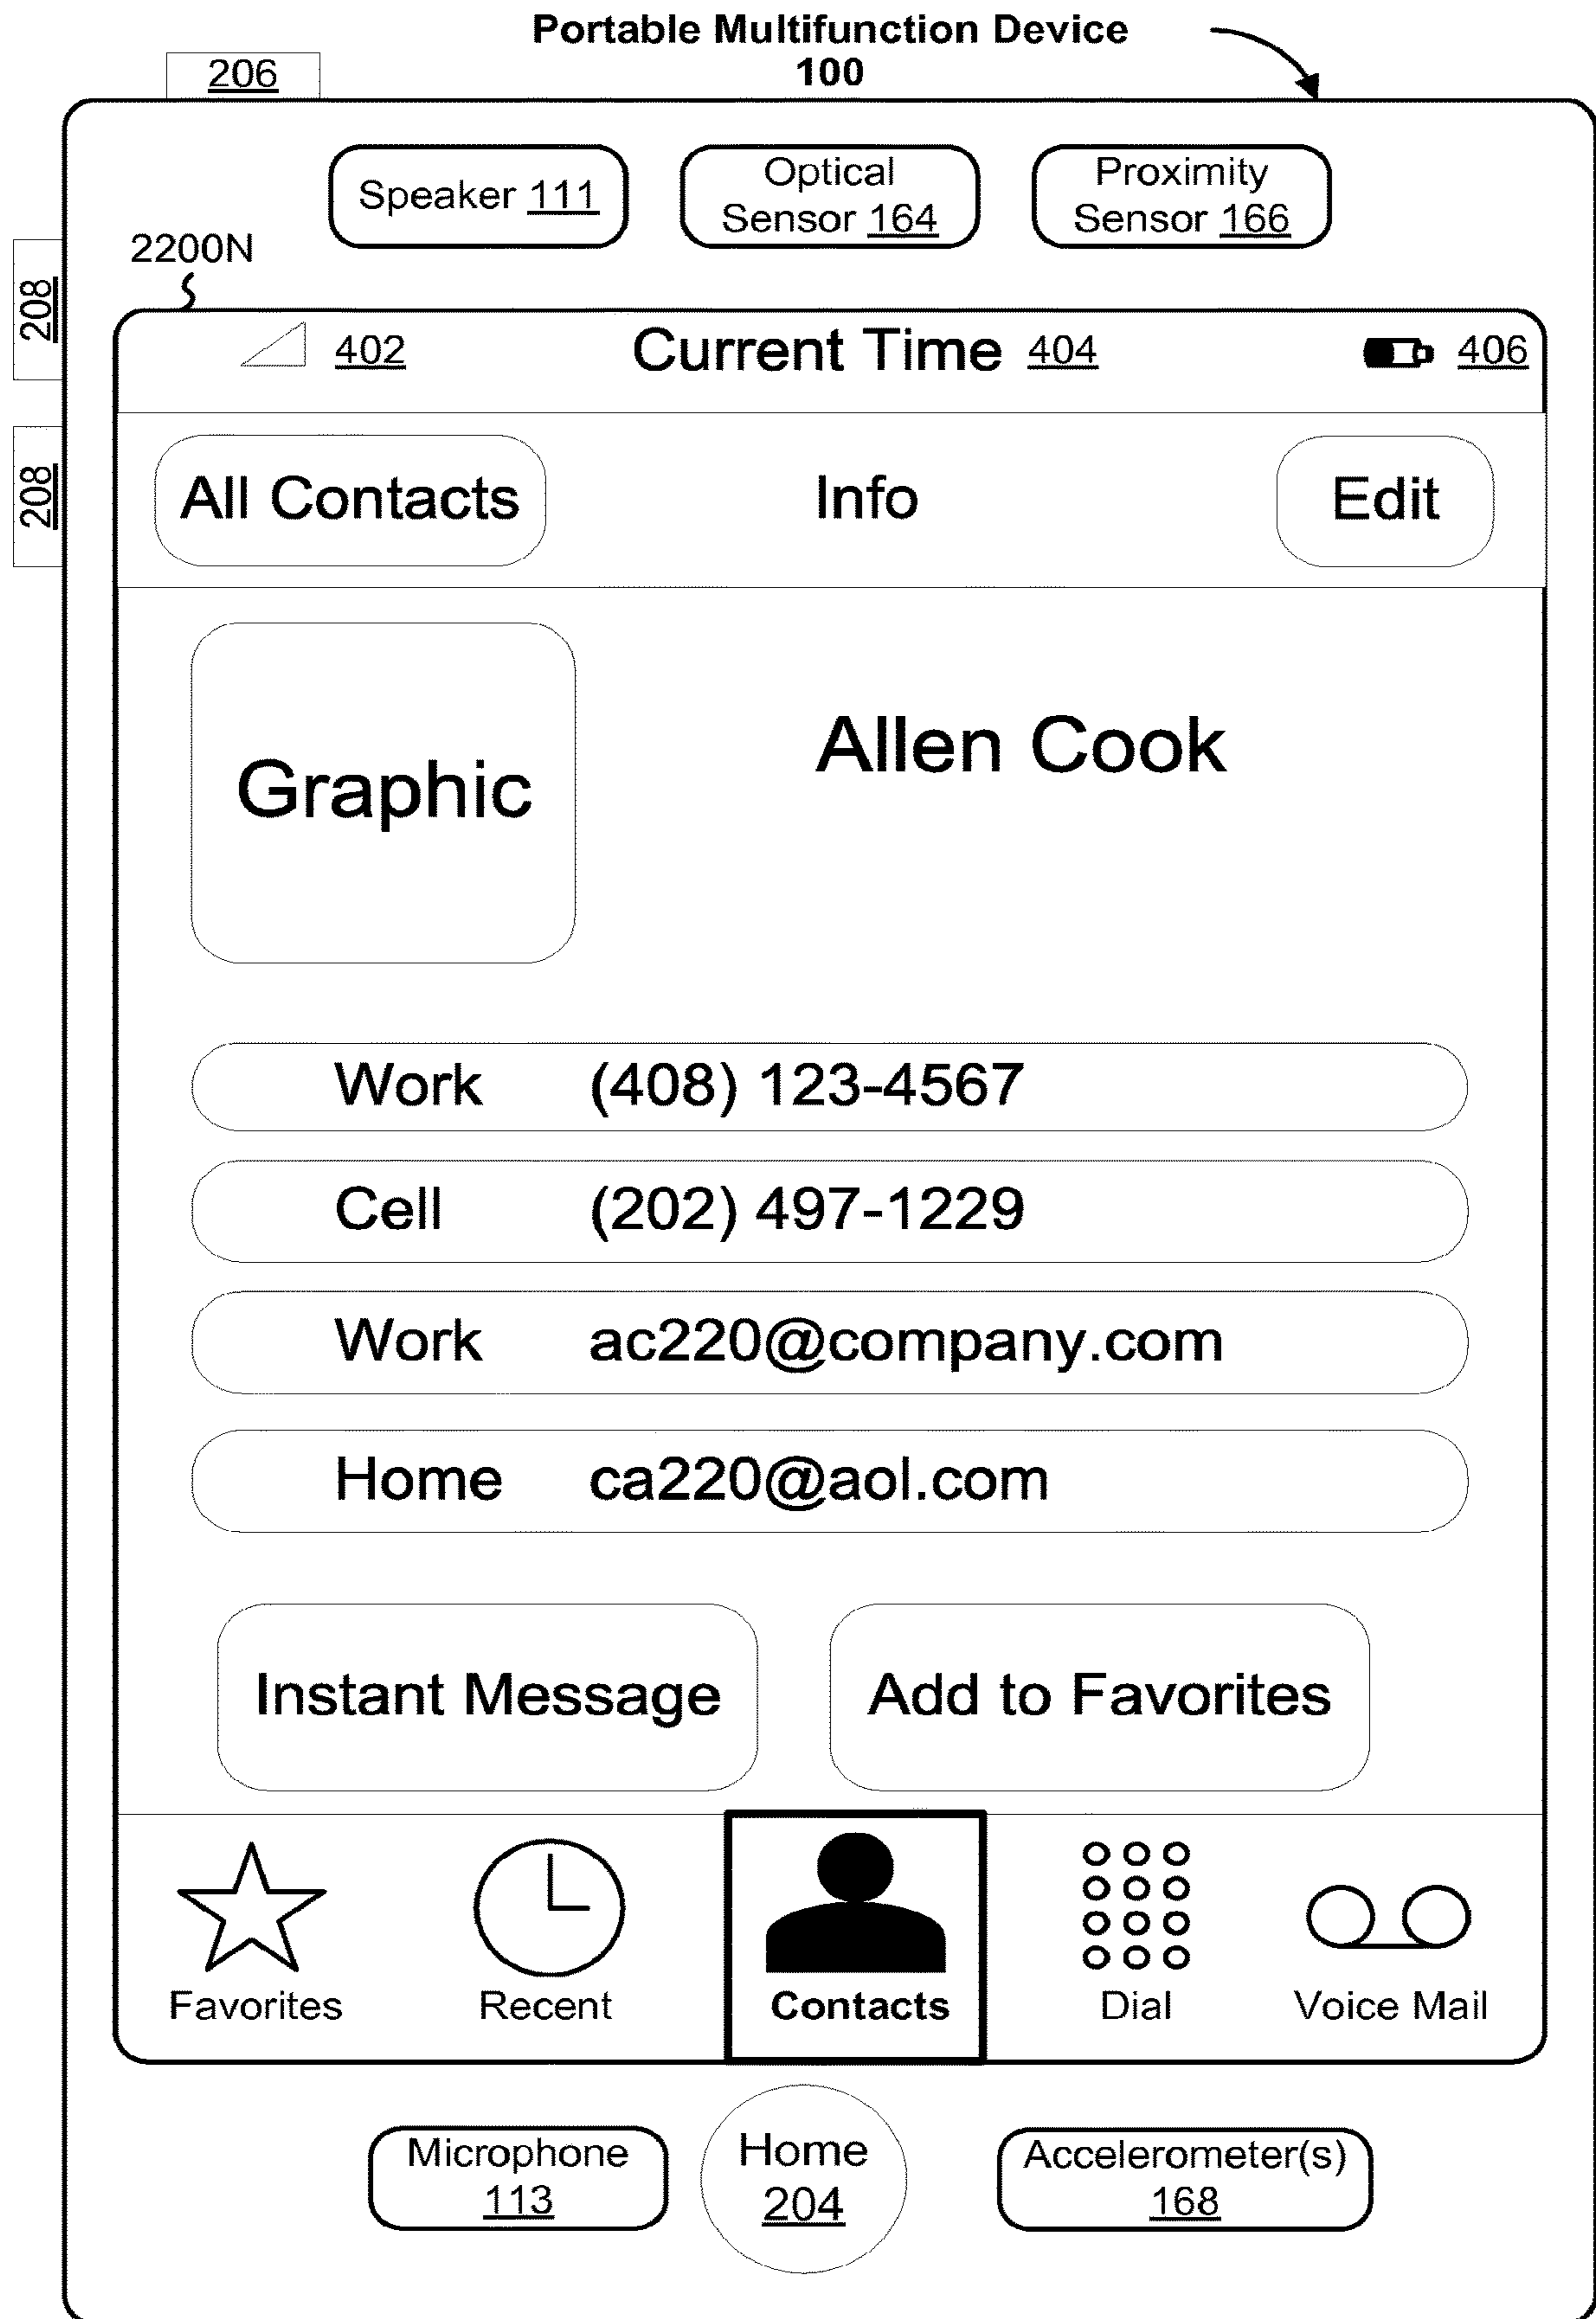 Portable Multifunction Device
100
206
Speaker 111
Optical
Sensor 164
Proximity
Sensor 166
2200N
208
208
402
Current Time 404
406
All Contacts
Info
Edit
Graphic
Allen Cook
Work (408) 123-4567
Cell (202) 497-1229
Work ac220@company.com
Home ca220@aol.com
Instant Message
Add to Favorites
Favorites
Recent
Contacts
Dial
Voice Mail
Microphone
113
Home
204
Accelerometer(s)
168